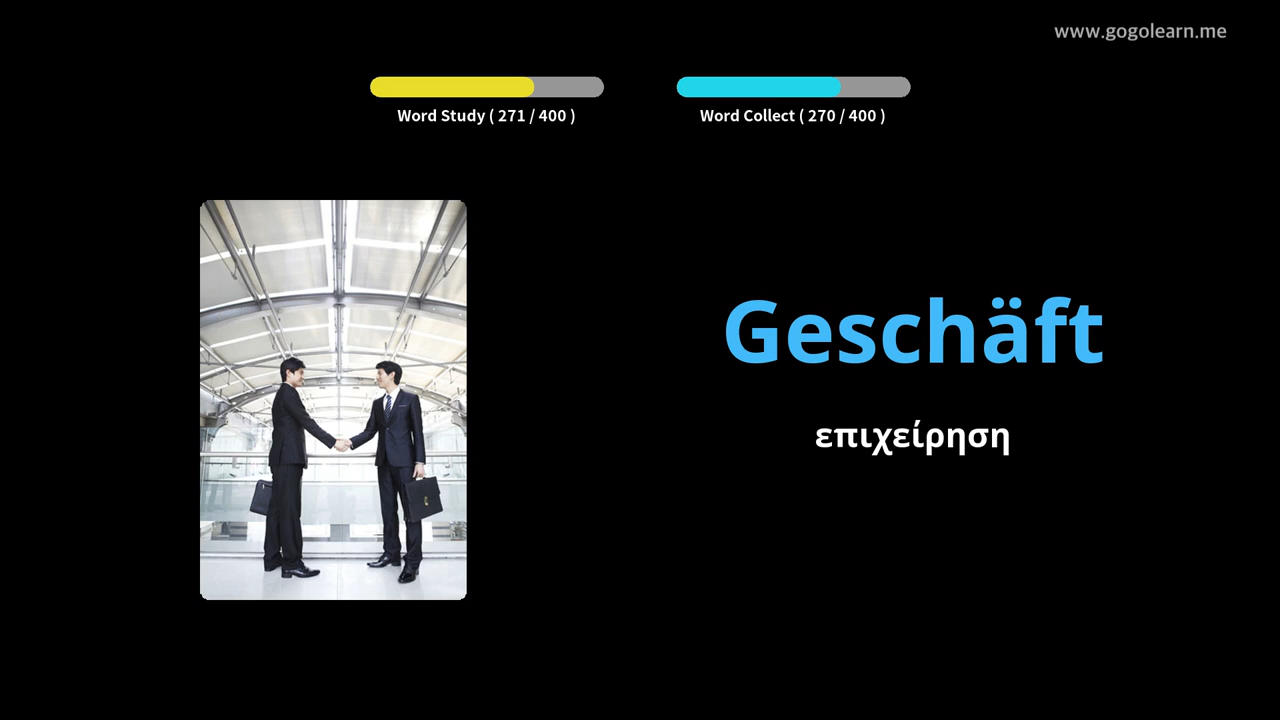 www.gogolearn.me
Word Study ( 271 / 400 )
Word Collect ( 270 / 400 )
Geschäft
επιχείρηση